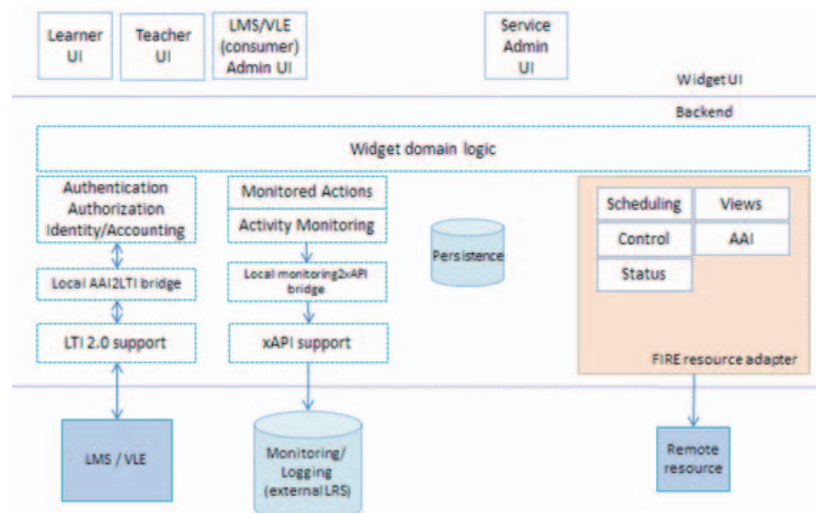 Learner
UI
Teacher
UI
LMS/VLE
(consumer)
Admin UI
Service
Admin
UI
Widget UI
Backend
Widget domain logic
Authentication
Authorization
Identity/Accounting
Monitored Actions
Activity Monitoring
Persistence
Scheduling
Views
Control
AAI
Status
Local AAI2LTI bridge
Local monitoring2xAPI
bridge
LTI 2.0 support
xAPI support
FIRE resource adapter
LMS / VLE
Monitoring/
Logging
(external LRS)
Remote
resource